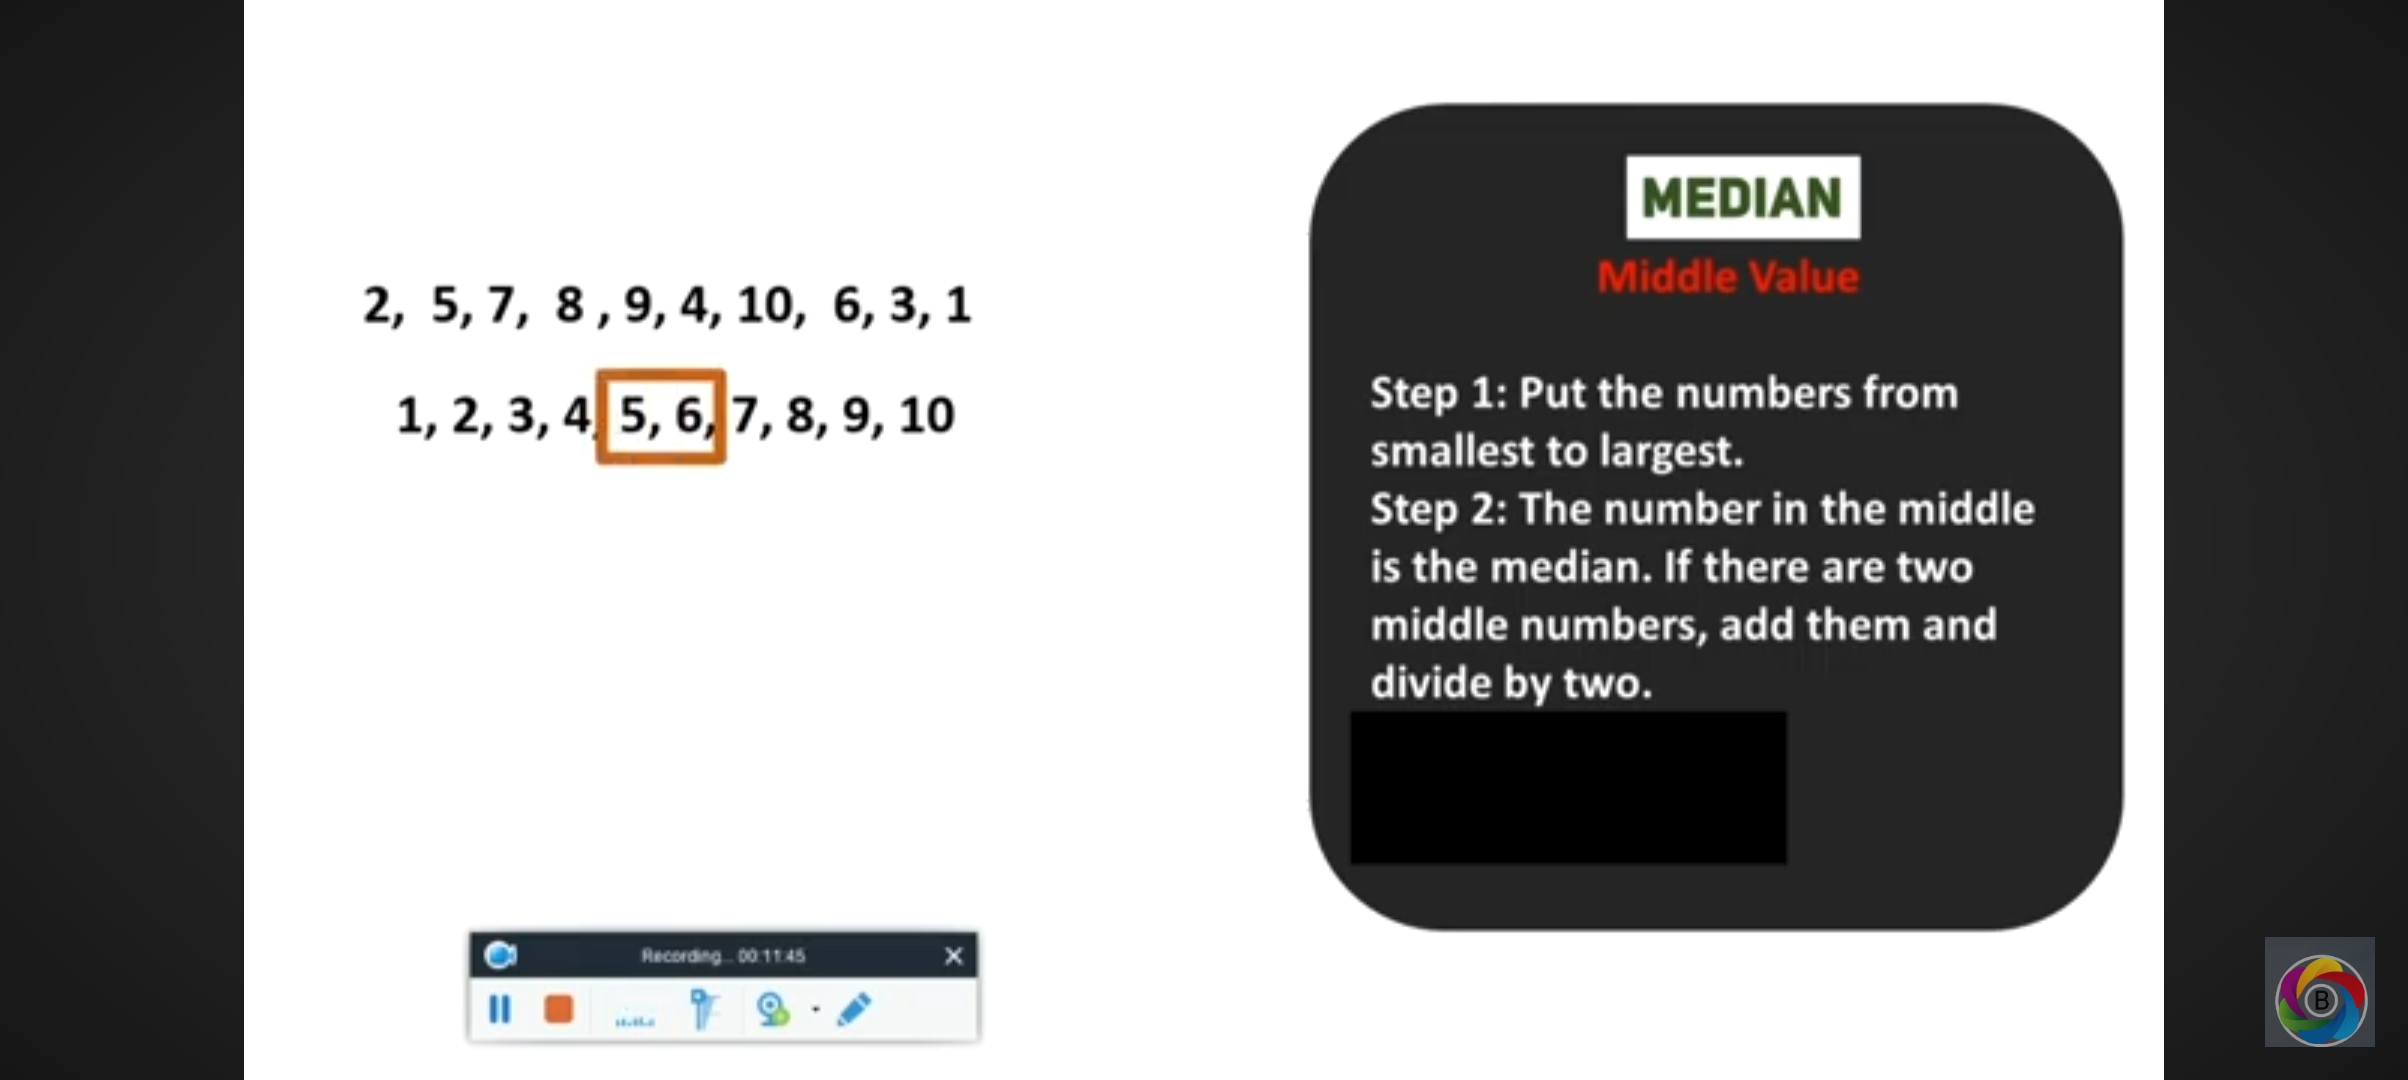 2, 5, 7, 8 , 9, 4, 10, 6, 3, 1
1, 2, 3, 4, 5, 6, 7, 8, 9, 10
MEDIAN
Middle Value
Step 1: Put the numbers from
smallest to largest.
Step 2: The number in the middle
is the median. If there are two
middle numbers, add them and
divide by two.
Recording... 00:11:45
B